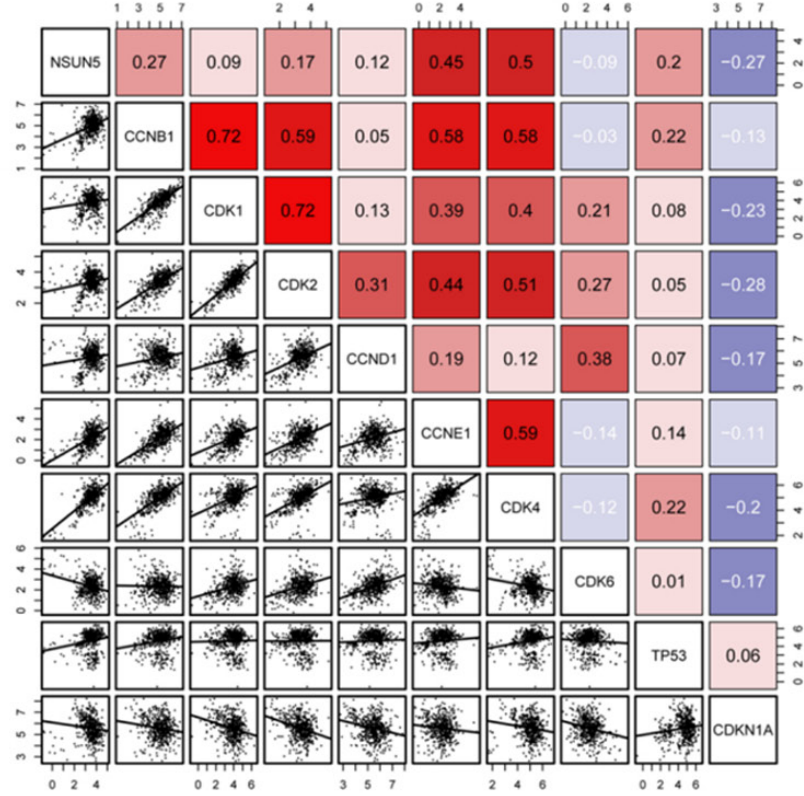 1 3 5 7 2 4 0 2 4 0 2 4 6 3 5 7
NSUN5 0.27 0.09 0.17 0.12 0.45 0.5 −0.09 0.2 −0.27 0 2 4
1 3 5 7 CCNB1 0.72 0.59 0.05 0.58 0.58 −0.03 0.22 −0.13
CDK1 0.72 0.13 0.39 0.4 0.21 0.08 −0.23 0 2 4 6
2 4 CDK2 0.31 0.44 0.51 0.27 0.05 −0.28
CCND1 0.19 0.12 0.38 0.07 −0.17 3 5 7
0 2 4 CCNE1 0.59 −0.14 0.14 −0.11
CDK4 −0.12 0.22 −0.2 2 4 6
0 2 4 6 CDK6 0.01 −0.17
TP53 0.06 0 2 4 6
3 5 7 CDKN1A
0 2 4 0 2 4 6 3 5 7 2 4 6 0 2 4 6